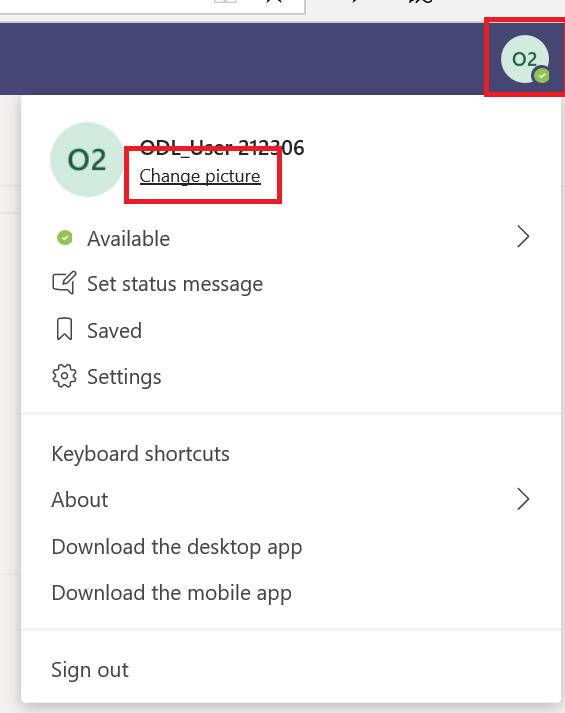 O2
O2
ODL_User 212306
Change picture
Available
Set status message
Saved
Settings
Keyboard shortcuts
About
Download the desktop app
Download the mobile app
Sign out